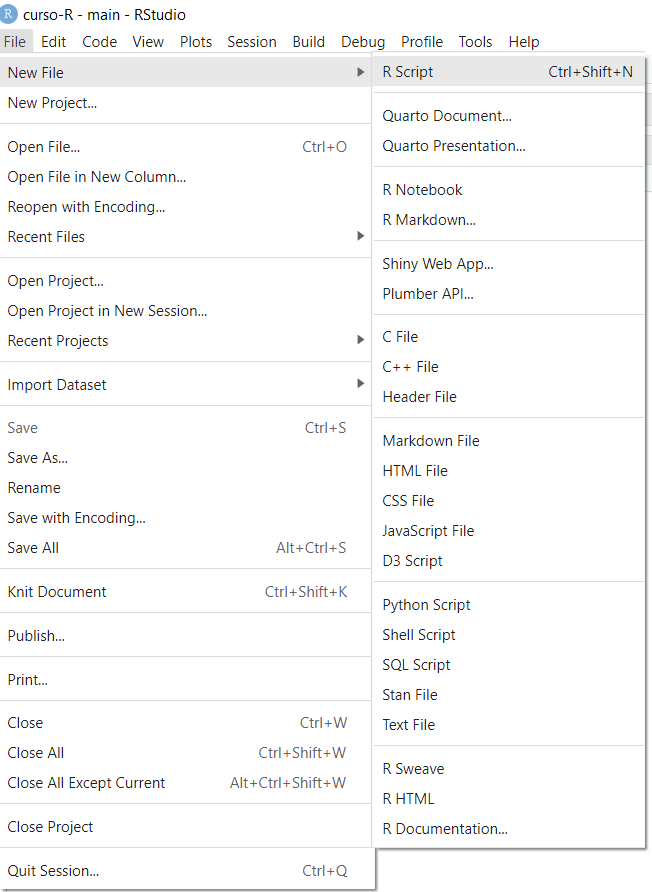 R curso-R - main - RStudio
File Edit Code View Plots Session Build Debug Profile Tools Help
New File
New Project...
Open File... Ctrl+O
Open File in New Column...
Reopen with Encoding...
Recent Files
Open Project...
Open Project in New Session...
Recent Projects
Import Dataset
Save Ctrl+S
Save As...
Rename
Save with Encoding...
Save All Alt+Ctrl+S
Knit Document Ctrl+Shift+K
Publish...
Print...
Close Ctrl+W
Close All Ctrl+Shift+W
Close All Except Current Alt+Ctrl+Shift+W
Close Project
Quit Session... Ctrl+Q
R Script Ctrl+Shift+N
Quarto Document...
Quarto Presentation...
R Notebook
R Markdown...
Shiny Web App...
Plumber API...
C File
C++ File
Header File
Markdown File
HTML File
CSS File
JavaScript File
D3 Script
Python Script
Shell Script
SQL Script
Stan File
Text File
R Sweave
R HTML
R Documentation...